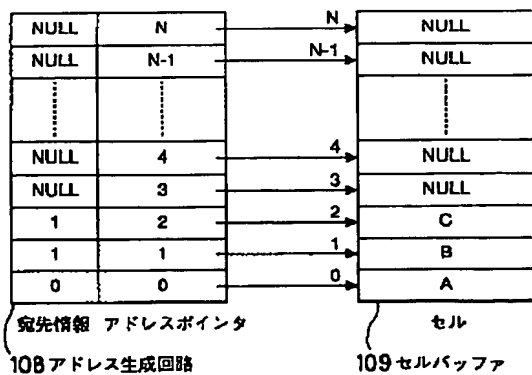 NULL N N NULL
NULL N-1 N-1 NULL
NULL 4 4 NULL
NULL 3 3 NULL
1 2 2 C
1 1 1 B
0 0 0 A
宛先情報 アドレスポインタ セル
108 アドレス生成回路 109 セルバッファ